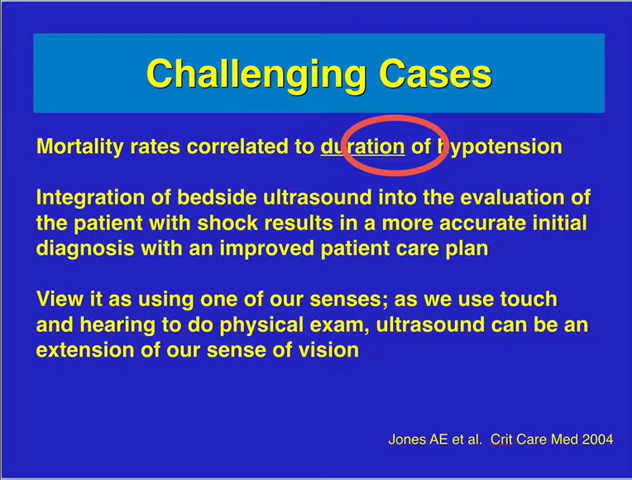 Challenging Cases
Mortality rates correlated to duration of hypotension
Integration of bedside ultrasound into the evaluation of
the patient with shock results in a more accurate initial
diagnosis with an improved patient care plan
View it as using one of our senses; as we use touch
and hearing to do physical exam, ultrasound can be an
extension of our sense of vision
Jones AE et al.  Crit Care Med 2004